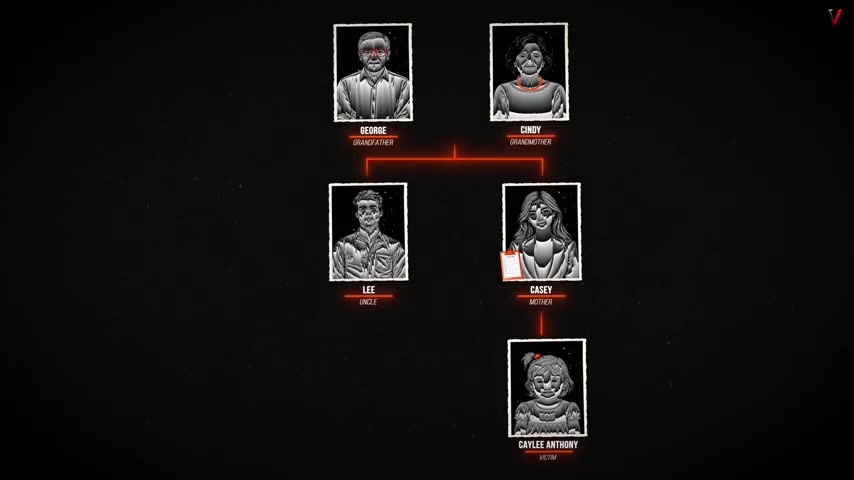 GEORGE
GRANDFATHER
CINDY
GRANDMOTHER
LEE
UNCLE
CASEY
MOTHER
CAYLEE ANTHONY
VICTIM